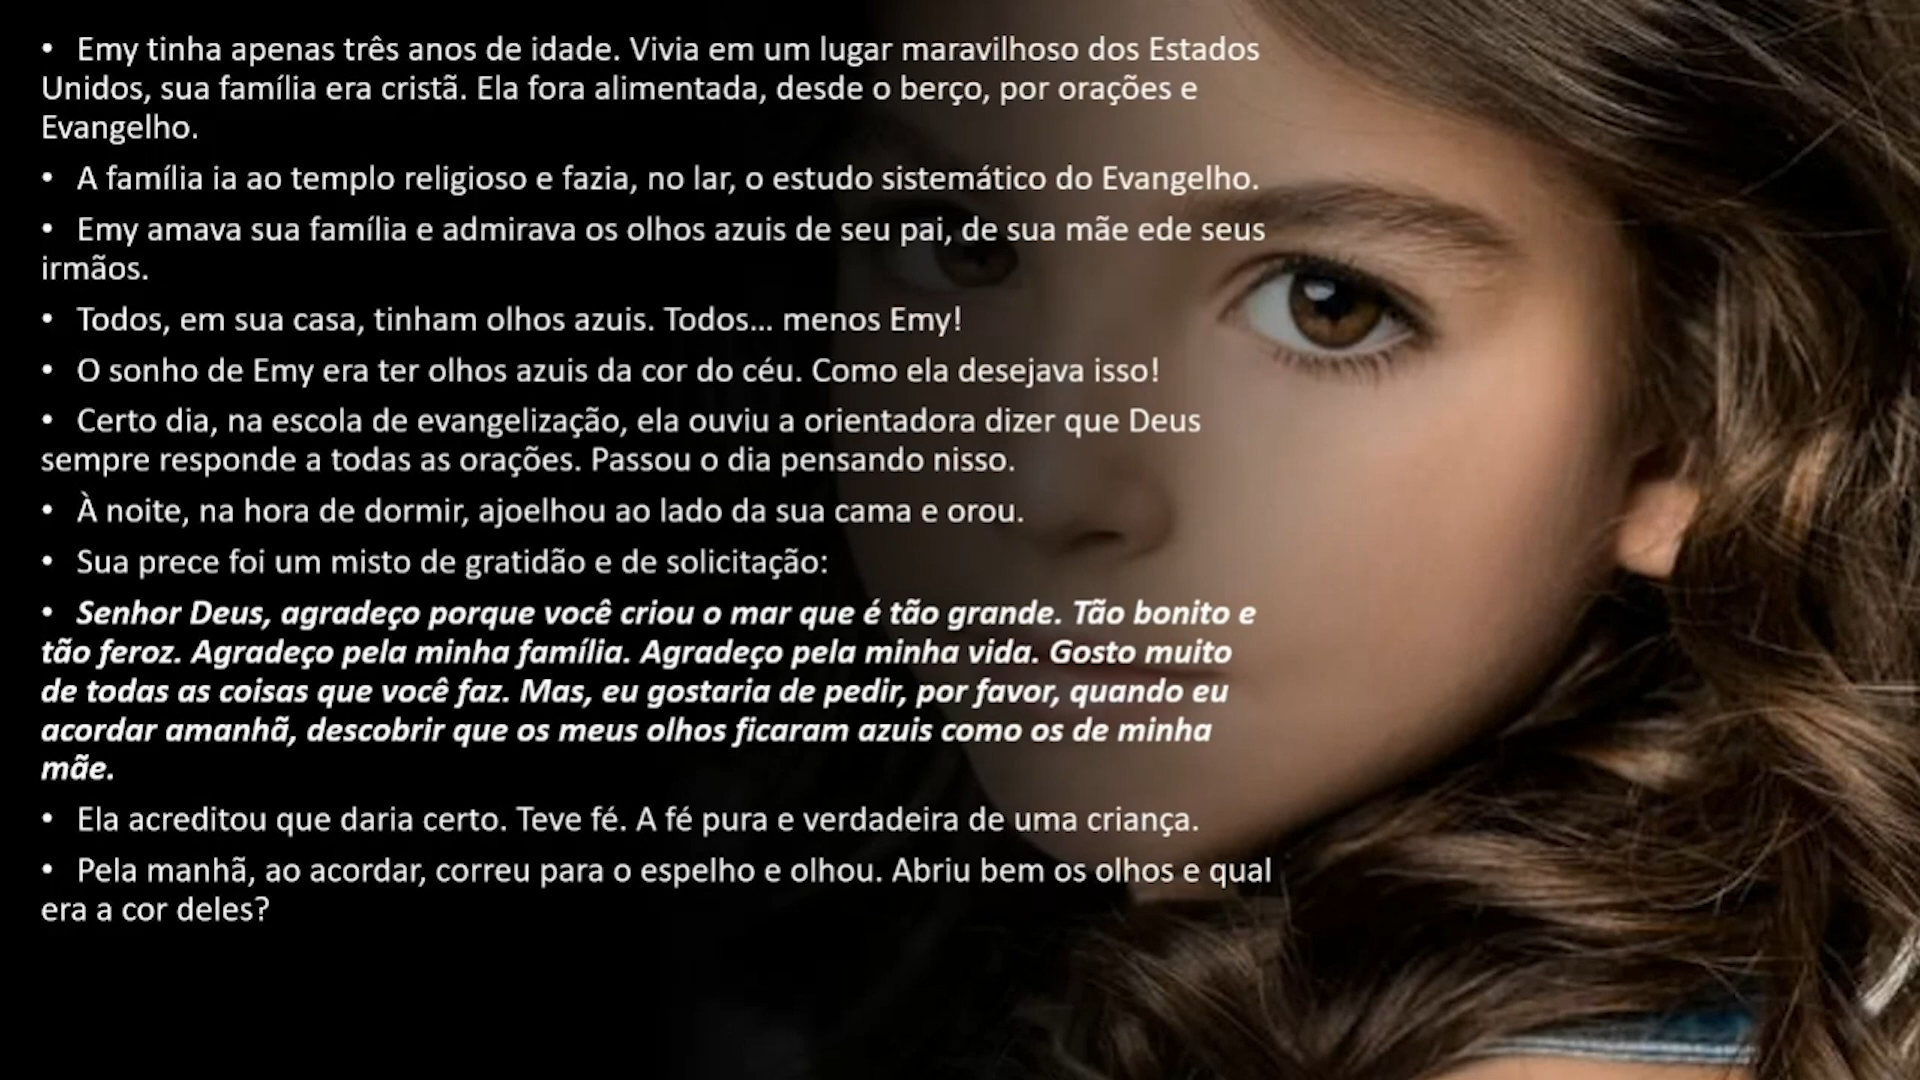 • Emy tinha apenas três anos de idade. Vivia em um lugar maravilhoso dos Estados
Unidos, sua família era cristã. Ela fora alimentada, desde o berço, por orações e
Evangelho.
• A família ia ao templo religioso e fazia, no lar, o estudo sistemático do Evangelho.
• Emy amava sua família e admirava os olhos azuis de seu pai, de sua mãe ede seus
irmãos.
• Todos, em sua casa, tinham olhos azuis. Todos... menos Emy!
• O sonho de Emy era ter olhos azuis da cor do céu. Como ela desejava isso!
• Certo dia, na escola de evangelização, ela ouviu a orientadora dizer que Deus
sempre responde a todas as orações. Passou o dia pensando nisso.
• À noite, na hora de dormir, ajoelhou ao lado da sua cama e orou.
• Sua prece foi um misto de gratidão e de solicitação:
• Senhor Deus, agradeço porque você criou o mar que é tão grande. Tão bonito e
tão feroz. Agradeço pela minha família. Agradeço pela minha vida. Gosto muito
de todas as coisas que você faz. Mas, eu gostaria de pedir, por favor, quando eu
acordar amanhã, descobrir que os meus olhos ficaram azuis como os de minha
mãe.
• Ela acreditou que daria certo. Teve fé. A fé pura e verdadeira de uma criança.
• Pela manhã, ao acordar, correu para o espelho e olhou. Abriu bem os olhos e qual
era a cor deles?